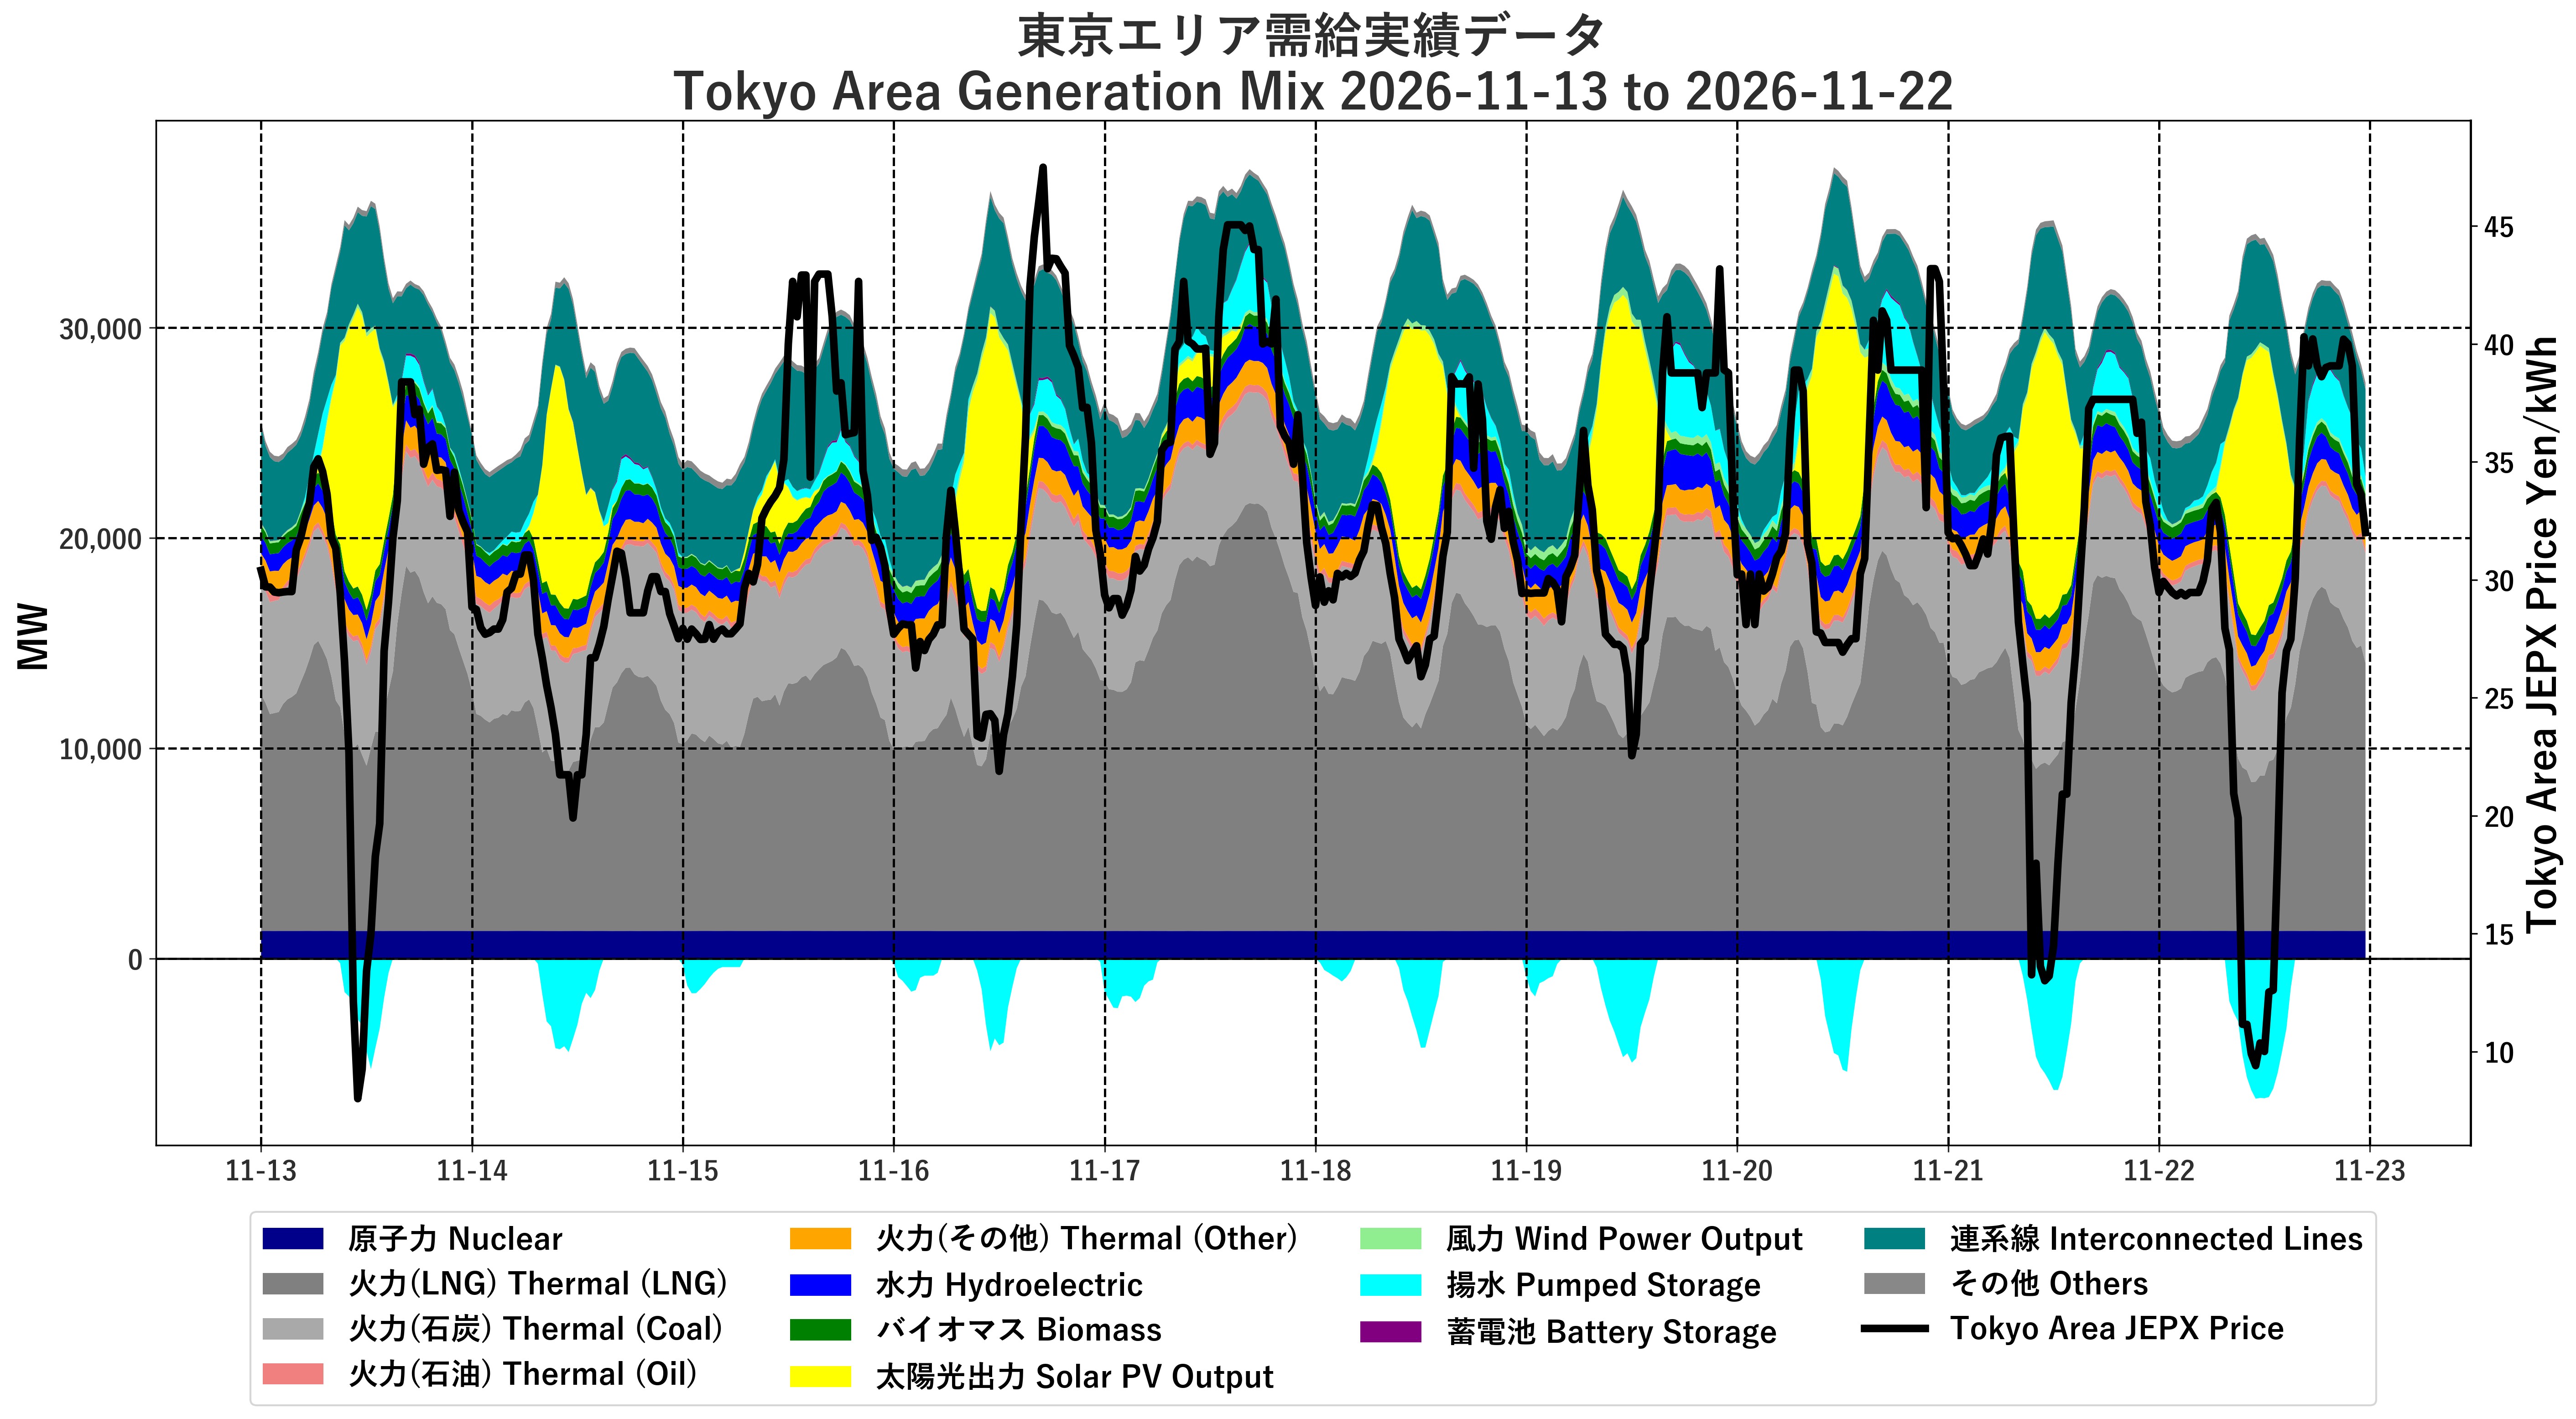 東京エリア需給実績データ
Tokyo Area Generation Mix 2026-11-13 to 2026-11-22
MW
30,000
20,000
10,000
0
45
40
35
30
25
20
15
10
Tokyo Area JEPX Price Yen/kWh
11-13 11-14 11-15 11-16 11-17 11-18 11-19 11-20 11-21 11-22 11-23
原子力 Nuclear
火力(LNG) Thermal (LNG)
火力(石炭) Thermal (Coal)
火力(石油) Thermal (Oil)
火力(その他) Thermal (Other)
水力 Hydroelectric
バイオマス Biomass
太陽光出力 Solar PV Output
風力 Wind Power Output
揚水 Pumped Storage
蓄電池 Battery Storage
連系線 Interconnected Lines
その他 Others
Tokyo Area JEPX Price